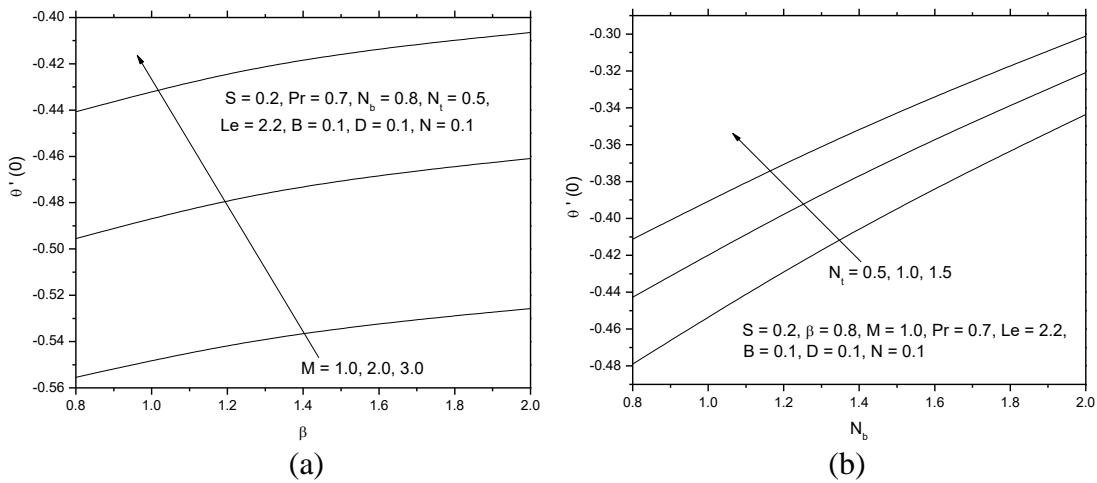 -0.40
-0.42
-0.44
-0.46
-0.48
-0.50
-0.52
-0.54
-0.56
θ ' (0)
S = 0.2, Pr = 0.7, N_b = 0.8, N_t = 0.5,
Le = 2.2, B = 0.1, D = 0.1, N = 0.1
M = 1.0, 2.0, 3.0
0.8 1.0 1.2 1.4 1.6 1.8 2.0
β
(a)
-0.30
-0.32
-0.34
-0.36
-0.38
-0.40
-0.42
-0.44
-0.46
-0.48
θ ' (0)
N_t = 0.5, 1.0, 1.5
S = 0.2, β = 0.8, M = 1.0, Pr = 0.7, Le = 2.2,
B = 0.1, D = 0.1, N = 0.1
0.8 1.0 1.2 1.4 1.6 1.8 2.0
N_b
(b)